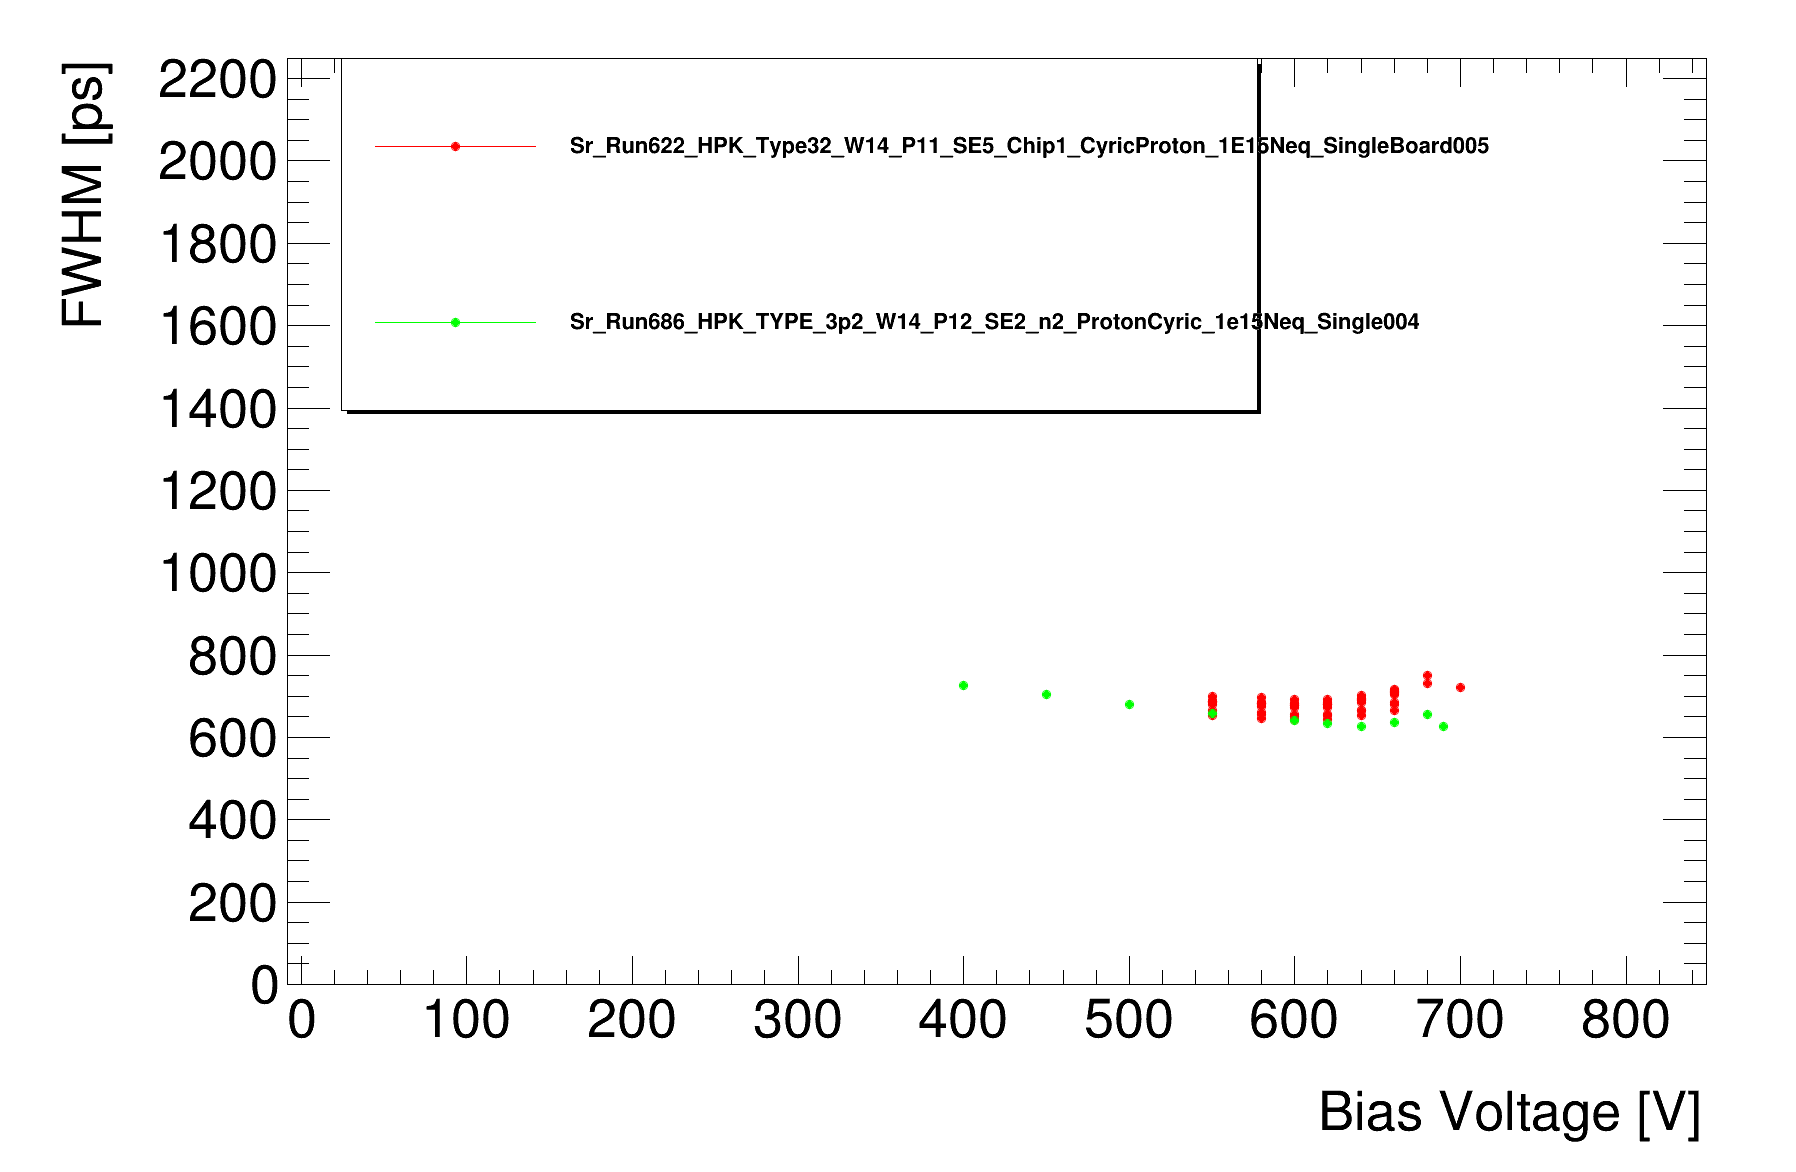 FWHM [ps]
2200
2000
1800
1600
1400
1200
1000
800
600
400
200
0
Sr_Run622_HPK_Type32_W14_P11_SE5_Chip1_CyricProton_1E15Neq_SingleBoard005
Sr_Run686_HPK_TYPE_3p2_W14_P12_SE2_n2_ProtonCyric_1e15Neq_Single004
0 100 200 300 400 500 600 700 800
Bias Voltage [V]